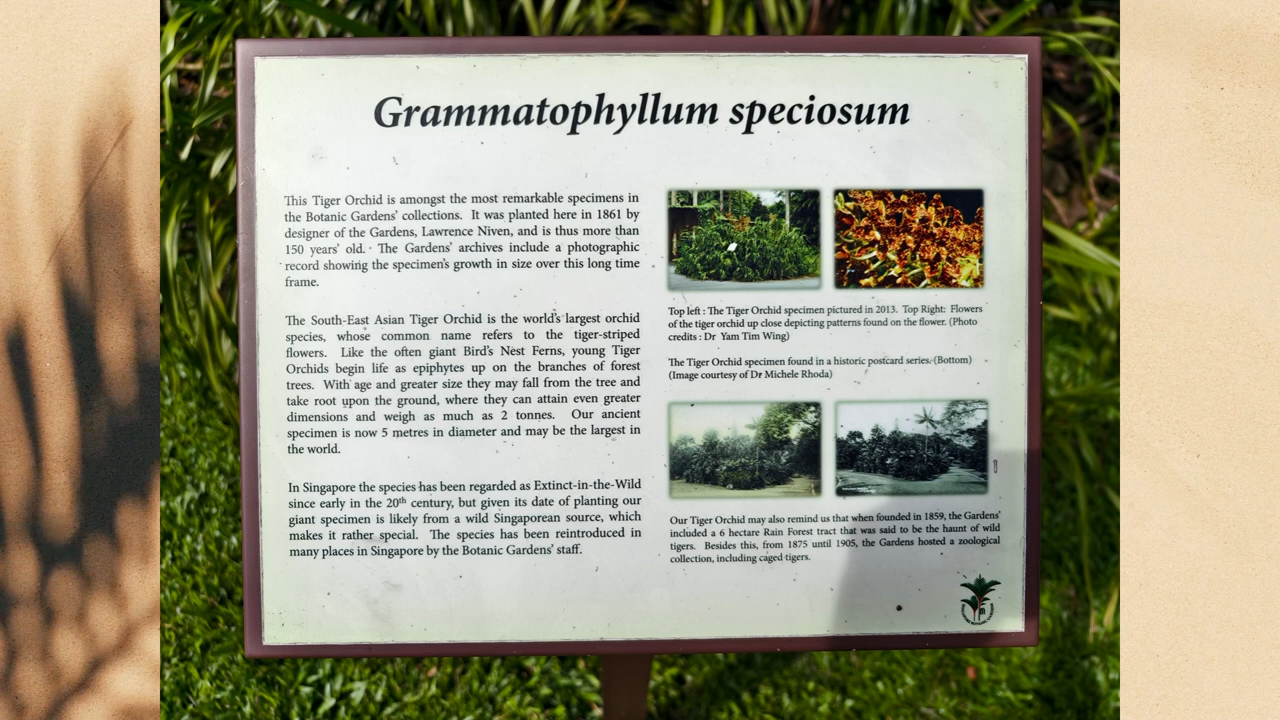 Grammatophyllum speciosum
This Tiger Orchid is amongst the most remarkable specimens in
the Botanic Gardens' collections. It was planted here in 1861 by
designer of the Gardens, Lawrence Niven, and is thus more than
150 years' old. The Gardens' archives include a photographic
record showing the specimen's growth in size over this long time
frame.
The South-East Asian Tiger Orchid is the world's largest orchid
species, whose common name refers to the tiger-striped
flowers. Like the often giant Bird's Nest Ferns, young Tiger
Orchids begin life as epiphytes up on the branches of forest
trees. With age and greater size they may fall from the tree and
take root upon the ground, where they can attain even greater
dimensions and weigh as much as 2 tonnes. Our ancient
specimen is now 5 metres in diameter and may be the largest in
the world.
In Singapore the species has been regarded as Extinct-in-the-Wild
since early in the 20th century, but given its date of planting our
giant specimen is likely from a wild Singaporean source, which
makes it rather special. The species has been reintroduced in
many places in Singapore by the Botanic Gardens' staff.
Top left : The Tiger Orchid specimen pictured in 2013. Top Right: Flowers
of the tiger orchid up close depicting patterns found on the flower. (Photo
credits : Dr Yam Tim Wing)
The Tiger Orchid specimen found in a historic postcard series. (Bottom)
(Image courtesy of Dr Michele Rhoda)
Our Tiger Orchid may also remind us that when founded in 1859, the Gardens'
included a 6 hectare Rain Forest tract that was said to be the haunt of wild
tigers. Besides this, from 1875 until 1905, the Gardens hosted a zoological
collection, including caged tigers.